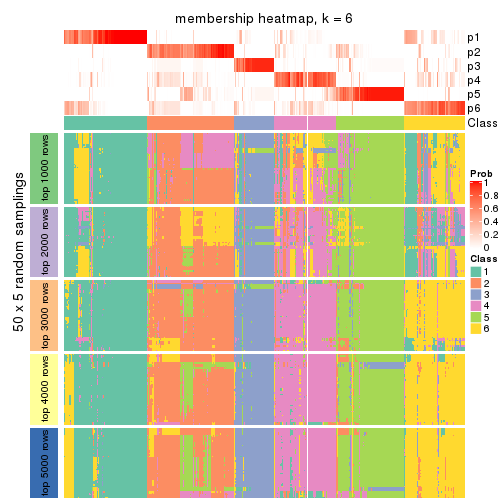 membership heatmap, k = 6
p1
p2
p3
p4
p5
p6
Class
50 x 5 random samplings
top 1000 rows
top 2000 rows
top 3000 rows
top 4000 rows
top 5000 rows
Prob
1
0.8
0.6
0.4
0.2
0
Class
1
2
3
4
5
6